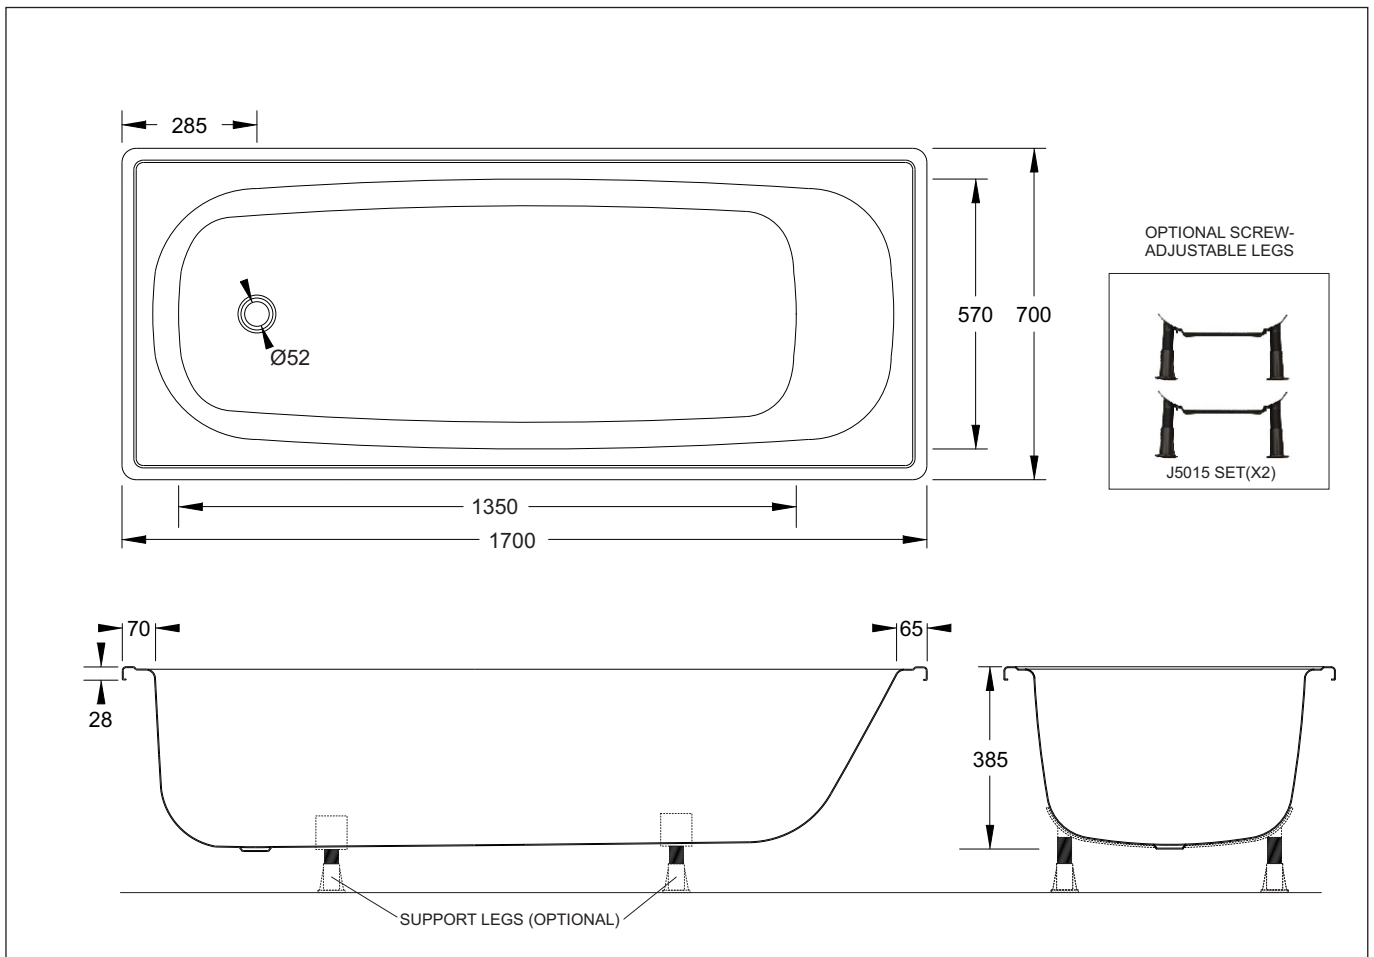 285
Ø52
570
700
1350
1700
OPTIONAL SCREW-
ADJUSTABLE LEGS
J5015 SET(X2)
70
65
28
385
SUPPORT LEGS (OPTIONAL)